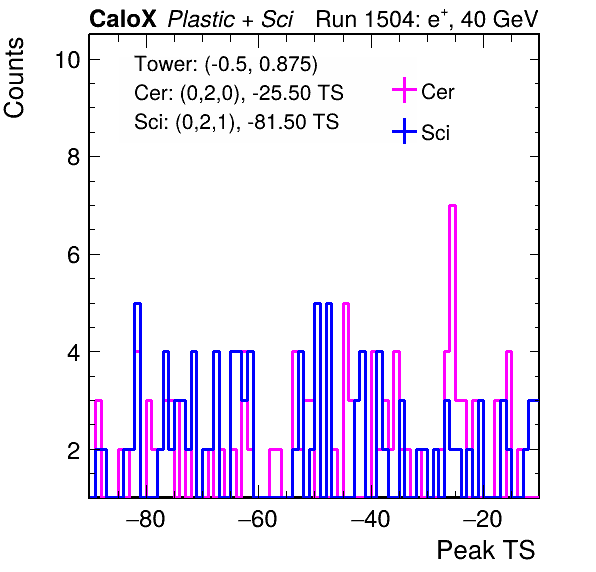 CaloX Plastic + Sci Run 1504: e+, 40 GeV
Counts
Tower: (-0.5, 0.875)
Cer: (0,2,0), -25.50 TS
Sci: (0,2,1), -81.50 TS
Cer
Sci
10
8
6
4
2
−80 −60 −40 −20
Peak TS